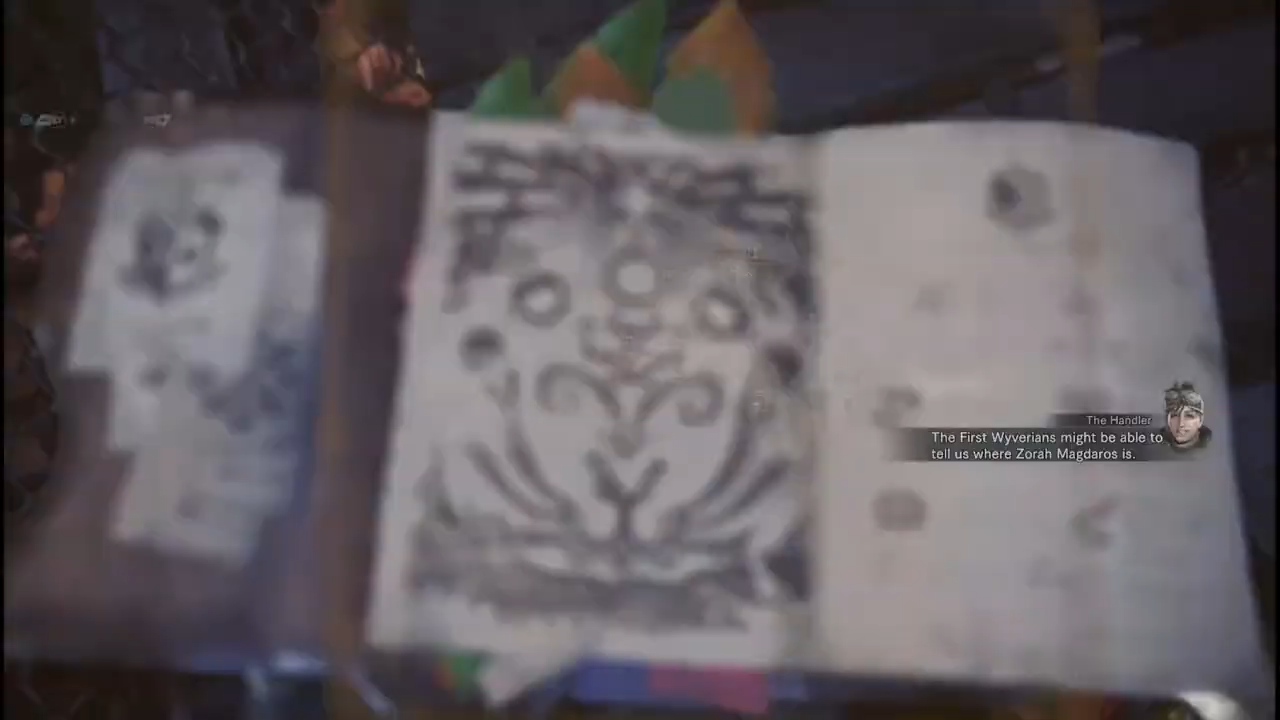 The Handler
The First Wyverians might be able to
tell us where Zorah Magdaros is.